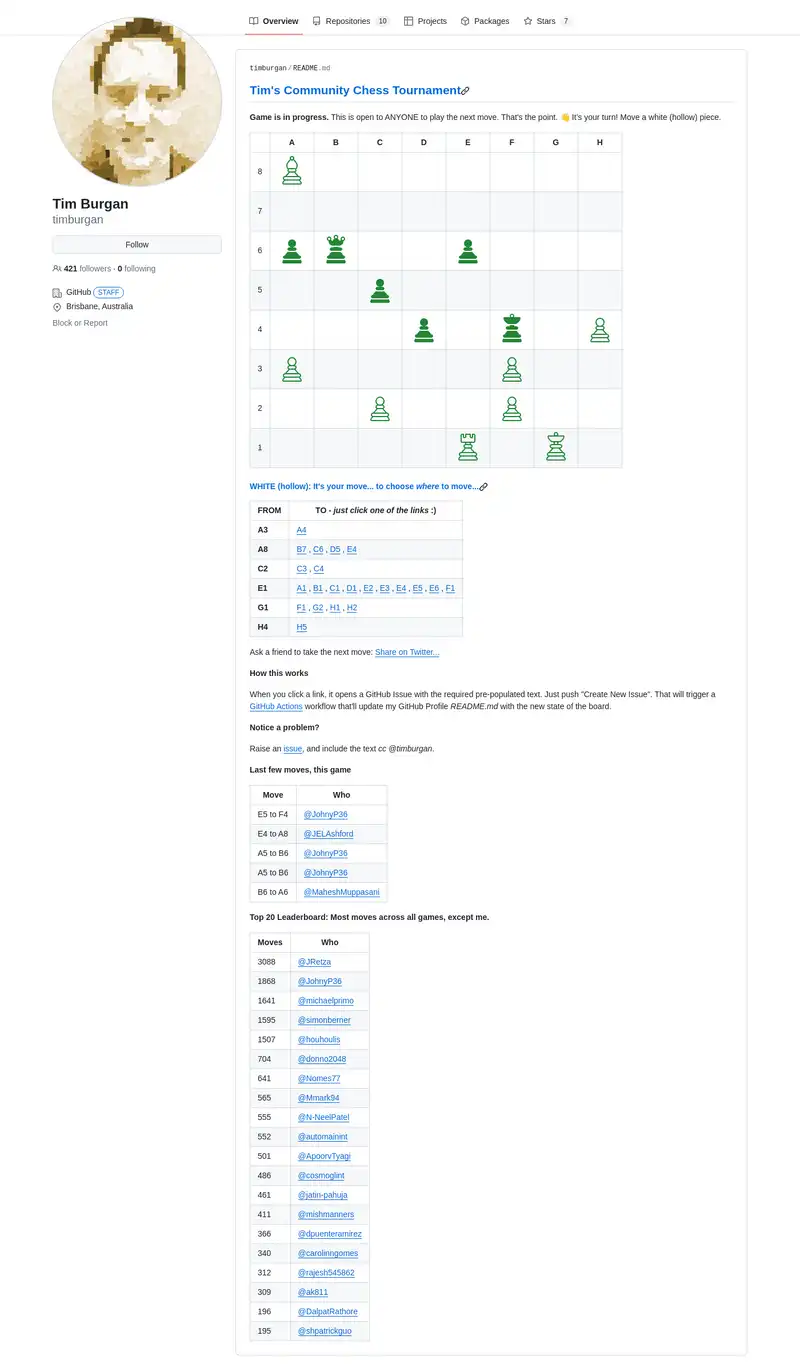 Overview Repositories 10 Projects Packages Stars 7
Tim Burgan
timburgan
Follow
421 followers · 0 following
GitHub STAFF
Brisbane, Australia
Block or Report
timburgan/README.md
Tim's Community Chess Tournament
Game is in progress. This is open to ANYONE to play the next move. That's the point. 👋 It's your turn! Move a white (hollow) piece.
A B C D E F G H
8
7
6
5
4
3
2
1
WHITE (hollow): It's your move... to choose where to move...
FROM TO - just click one of the links :)
A3 A4
A8 B7 , C6 , D5 , E4
C2 C3 , C4
E1 A1 , B1 , C1 , D1 , E2 , E3 , E4 , E5 , E6 , F1
G1 F1 , G2 , H1 , H2
H4 H5
Ask a friend to take the next move: Share on Twitter...
How this works
When you click a link, it opens a GitHub Issue with the required pre-populated text. Just push "Create New Issue". That will trigger a
GitHub Actions workflow that'll update my GitHub Profile README.md with the new state of the board.
Notice a problem?
Raise an issue, and include the text cc @timburgan.
Last few moves, this game
Move Who
E5 to F4 @JohnyP36
E4 to A8 @JELAshford
A5 to B6 @JohnyP36
A5 to B6 @JohnyP36
B6 to A6 @MaheshMuppasani
Top 20 Leaderboard: Most moves across all games, except me.
Moves Who
3088 @JRetza
1868 @JohnyP36
1641 @michaelprimo
1595 @simonberner
1507 @houhoulis
704 @donno2048
641 @Nomes77
565 @Mmark94
555 @N-NeelPatel
552 @automainint
501 @ApoorvTyagi
486 @cosmoglint
461 @jatin-pahuja
411 @mishmanners
366 @dpuenteramirez
340 @carolinngomes
312 @rajesh545862
309 @ak811
196 @DalpatRathore
195 @shpatrickguo